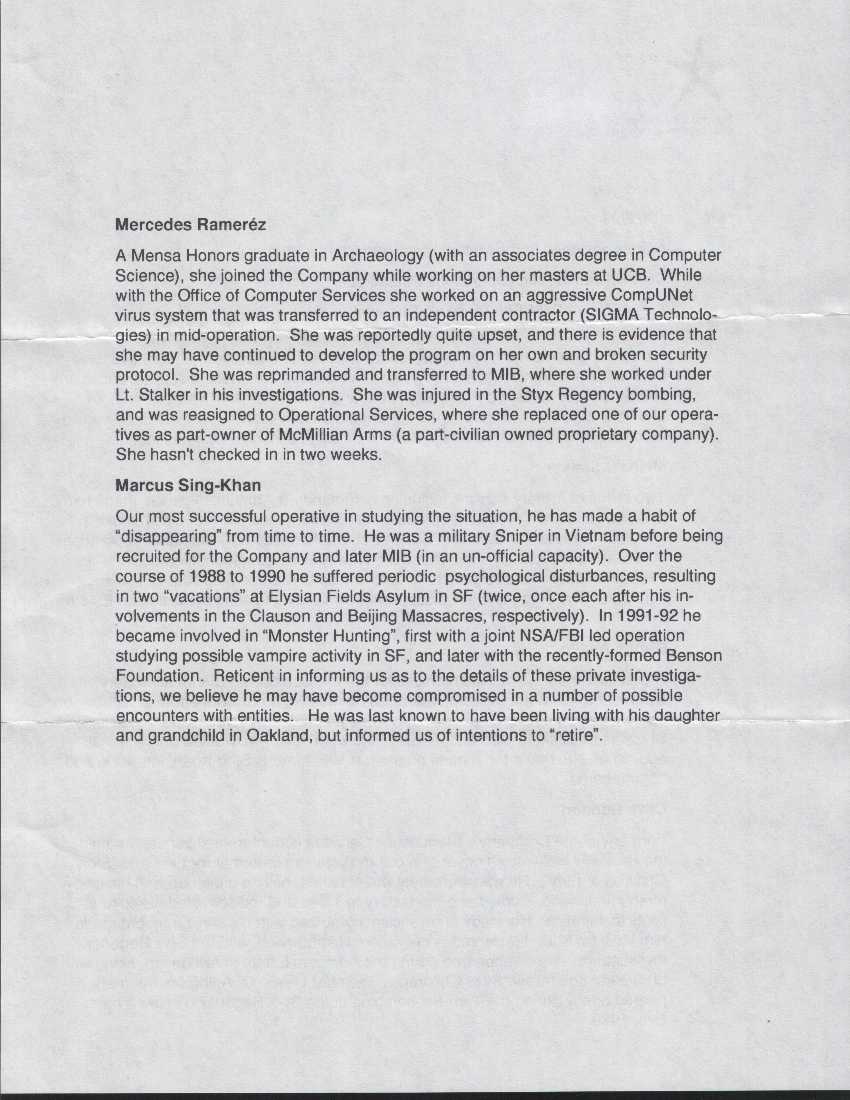 Mercedes Rameréz
A Mensa Honors graduate in Archaeology (with an associates degree in Computer
Science), she joined the Company while working on her masters at UCB.  While
with the Office of Computer Services she worked on an aggressive CompUNet
virus system that was transferred to an independent contractor (SIGMA Technolo-
gies) in mid-operation.  She was reportedly quite upset, and there is evidence that
she may have continued to develop the program on her own and broken security
protocol.  She was reprimanded and transferred to MIB, where she worked under
Lt. Stalker in his investigations.  She was injured in the Styx Regency bombing,
and was reasigned to Operational Services, where she replaced one of our opera-
tives as part-owner of McMillian Arms (a part-civilian owned proprietary company).
She hasn't checked in in two weeks.
Marcus Sing-Khan
Our most successful operative in studying the situation, he has made a habit of
“disappearing” from time to time.  He was a military Sniper in Vietnam before being
recruited for the Company and later MIB (in an un-official capacity).  Over the
course of 1988 to 1990 he suffered periodic  psychological disturbances, resulting
in two “vacations” at Elysian Fields Asylum in SF (twice, once each after his in-
volvements in the Clauson and Beijing Massacres, respectively).  In 1991-92 he
became involved in “Monster Hunting”, first with a joint NSA/FBI led operation
studying possible vampire activity in SF, and later with the recently-formed Benson
Foundation.  Reticent in informing us as to the details of these private investiga-
tions, we believe he may have become compromised in a number of possible
encounters with entities.   He was last known to have been living with his daughter
and grandchild in Oakland, but informed us of intentions to “retire”.